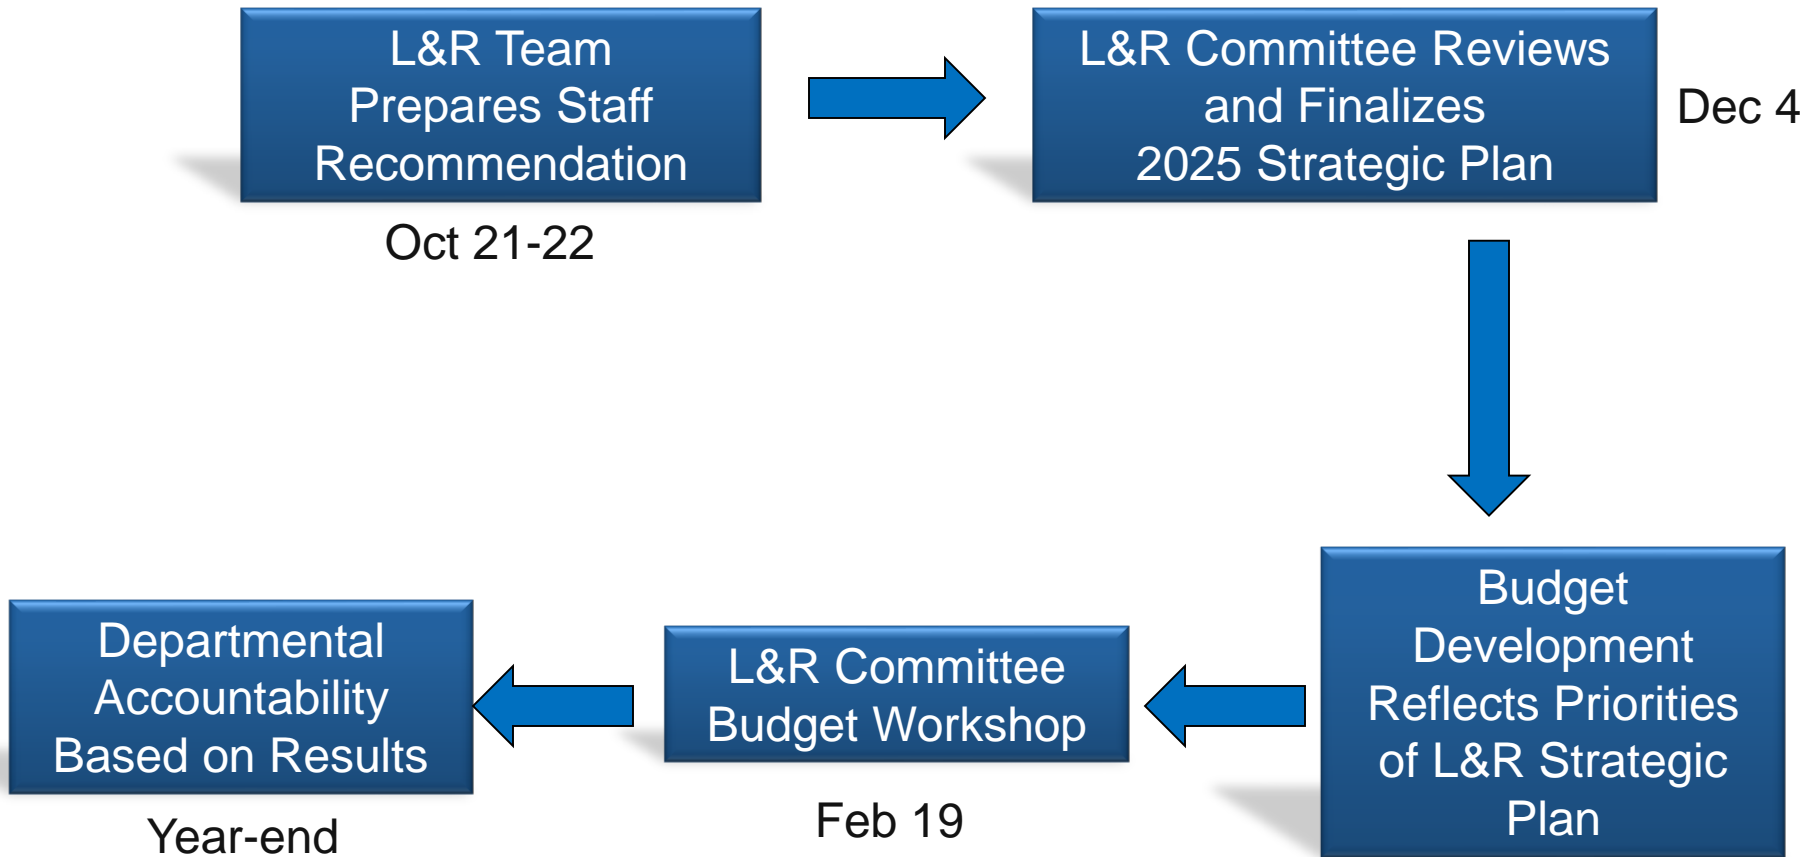 L&R Team
Prepares Staff
Recommendation
Oct 21-22
L&R Committee Reviews
and Finalizes
2025 Strategic Plan
Dec 4
Budget
Development
Reflects Priorities
of L&R Strategic
Plan
L&R Committee
Budget Workshop
Feb 19
Departmental
Accountability
Based on Results
Year-end